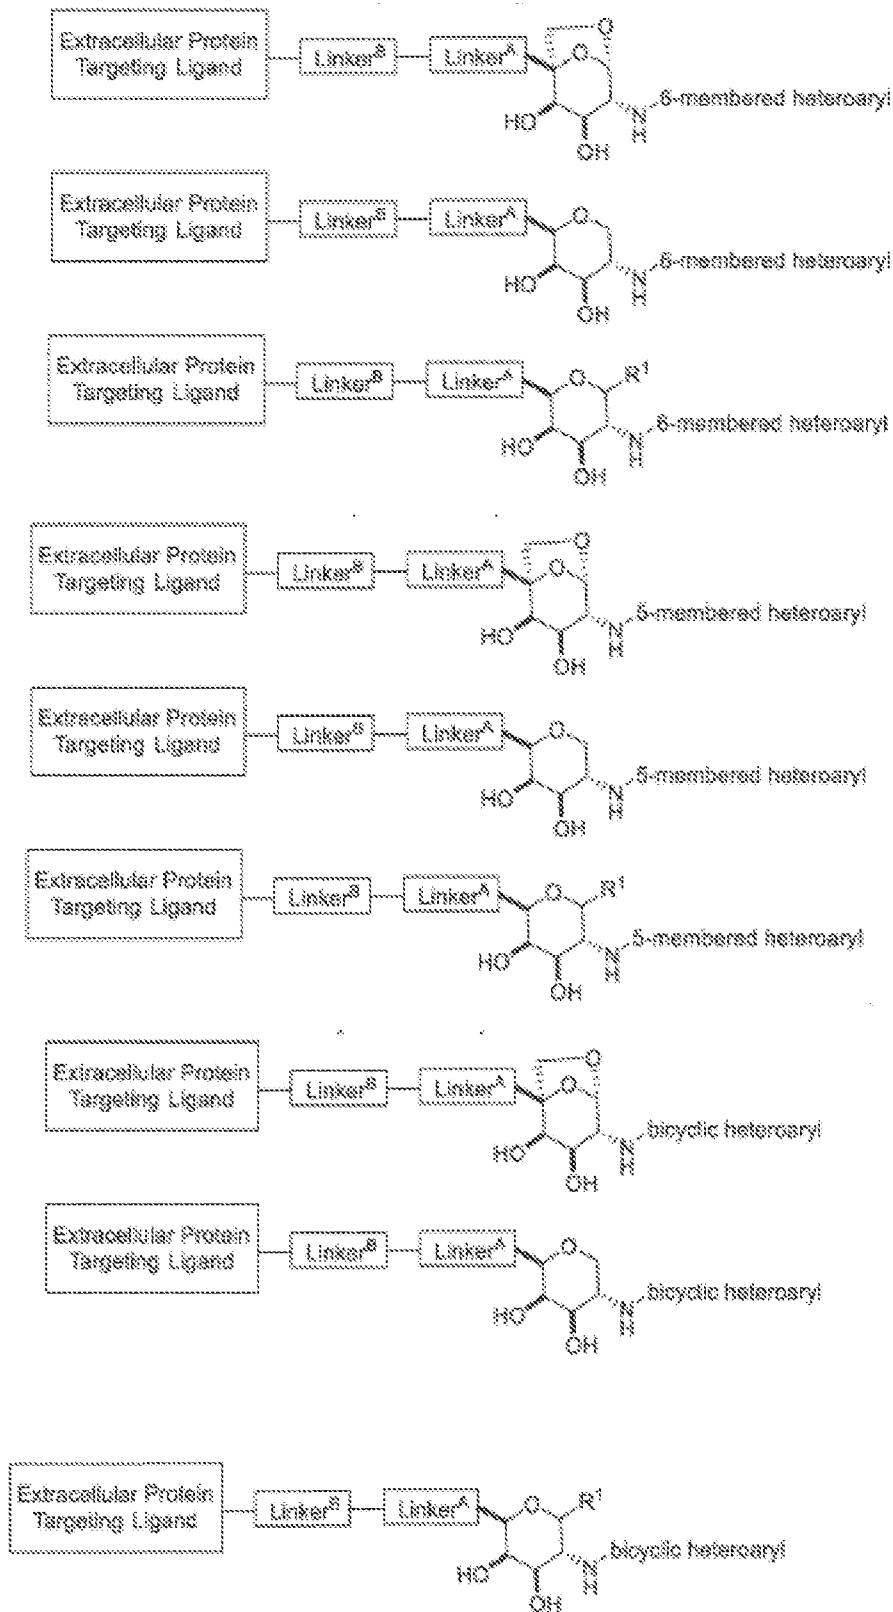 Extracellular Protein
Targeting Ligand
Linker^B
Linker^A
O
O
HO
OH
N
H
6-membered heteroaryl
Extracellular Protein
Targeting Ligand
Linker^B
Linker^A
O
HO
OH
N
H
6-membered heteroaryl
Extracellular Protein
Targeting Ligand
Linker^B
Linker^A
O
R^1
HO
OH
N
H
6-membered heteroaryl
Extracellular Protein
Targeting Ligand
Linker^B
Linker^A
O
O
HO
OH
N
H
5-membered heteroaryl
Extracellular Protein
Targeting Ligand
Linker^B
Linker^A
O
HO
OH
N
H
5-membered heteroaryl
Extracellular Protein
Targeting Ligand
Linker^B
Linker^A
O
R^1
HO
OH
N
H
5-membered heteroaryl
Extracellular Protein
Targeting Ligand
Linker^B
Linker^A
O
O
HO
OH
N
H
bicyclic heteroaryl
Extracellular Protein
Targeting Ligand
Linker^B
Linker^A
O
HO
OH
N
H
bicyclic heteroaryl
Extracellular Protein
Targeting Ligand
Linker^B
Linker^A
O
R^1
HO
OH
N
H
bicyclic heteroaryl